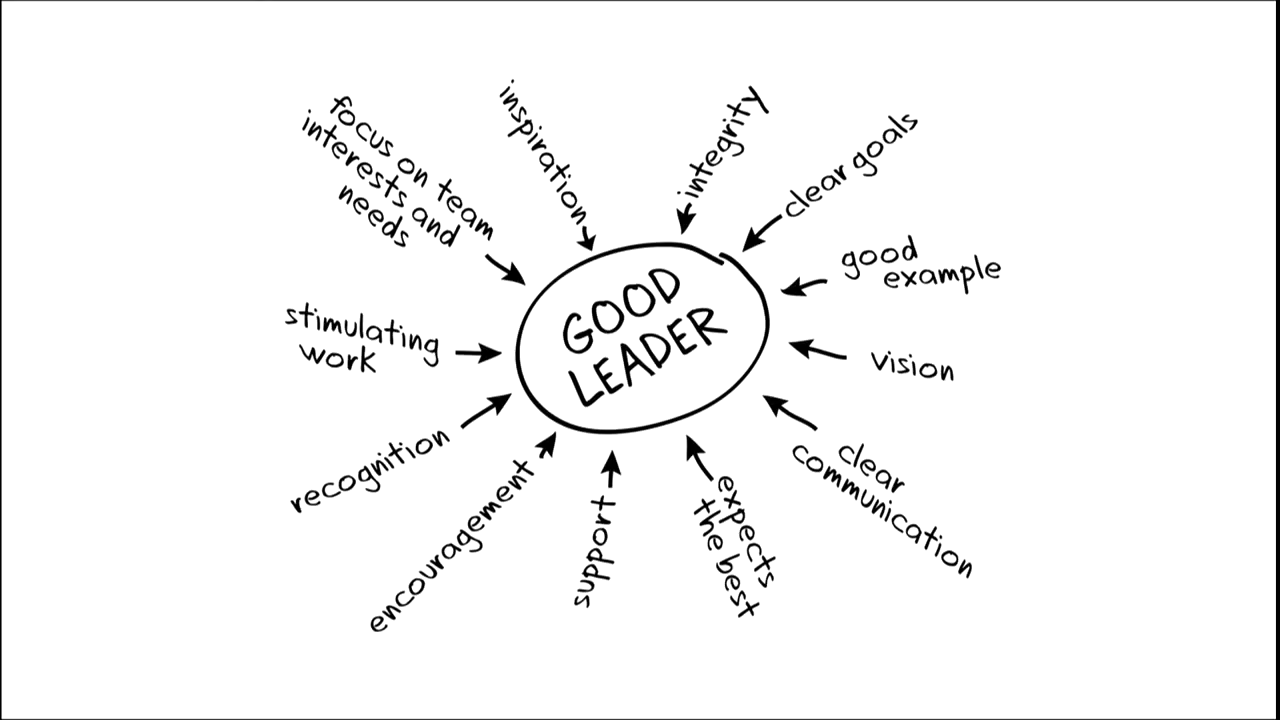 focus on team
interests and
needs
inspiration
integrity
clear goals
good
example
vision
clear
communication
expects
the best
support
encouragement
recognition
stimulating
work
GOOD
LEADER